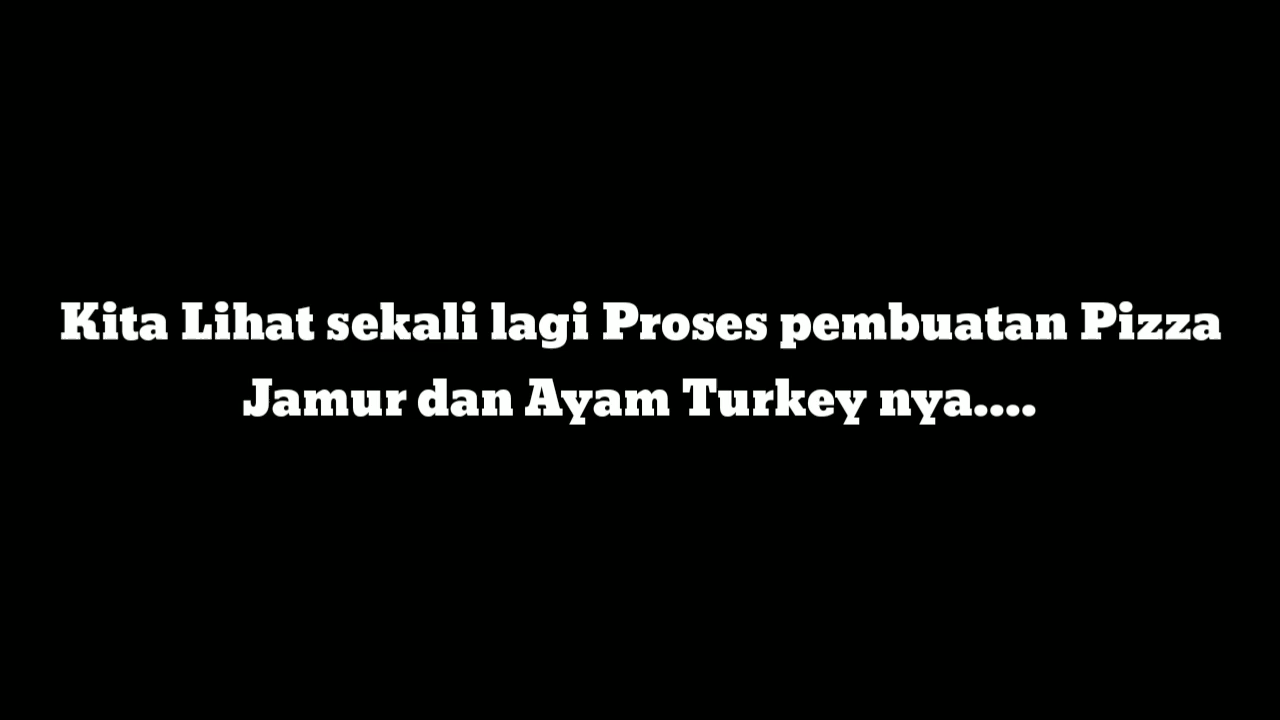 Kita Lihat sekali lagi Proses pembuatan Pizza
Jamur dan Ayam Turkey nya....